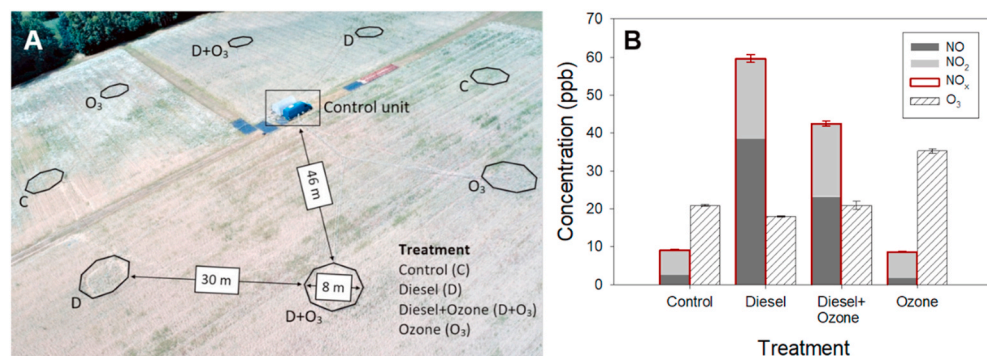 A
D+O3
D
O3
C
Control unit
C
O3
46 m
30 m
8 m
D
D+O3
Treatment
Control (C)
Diesel (D)
Diesel+Ozone (D+O3)
Ozone (O3)
B
NO
NO2
NOx
O3
Concentration (ppb)
70
60
50
40
30
20
10
0
Control
Diesel
Diesel+
Ozone
Ozone
Treatment